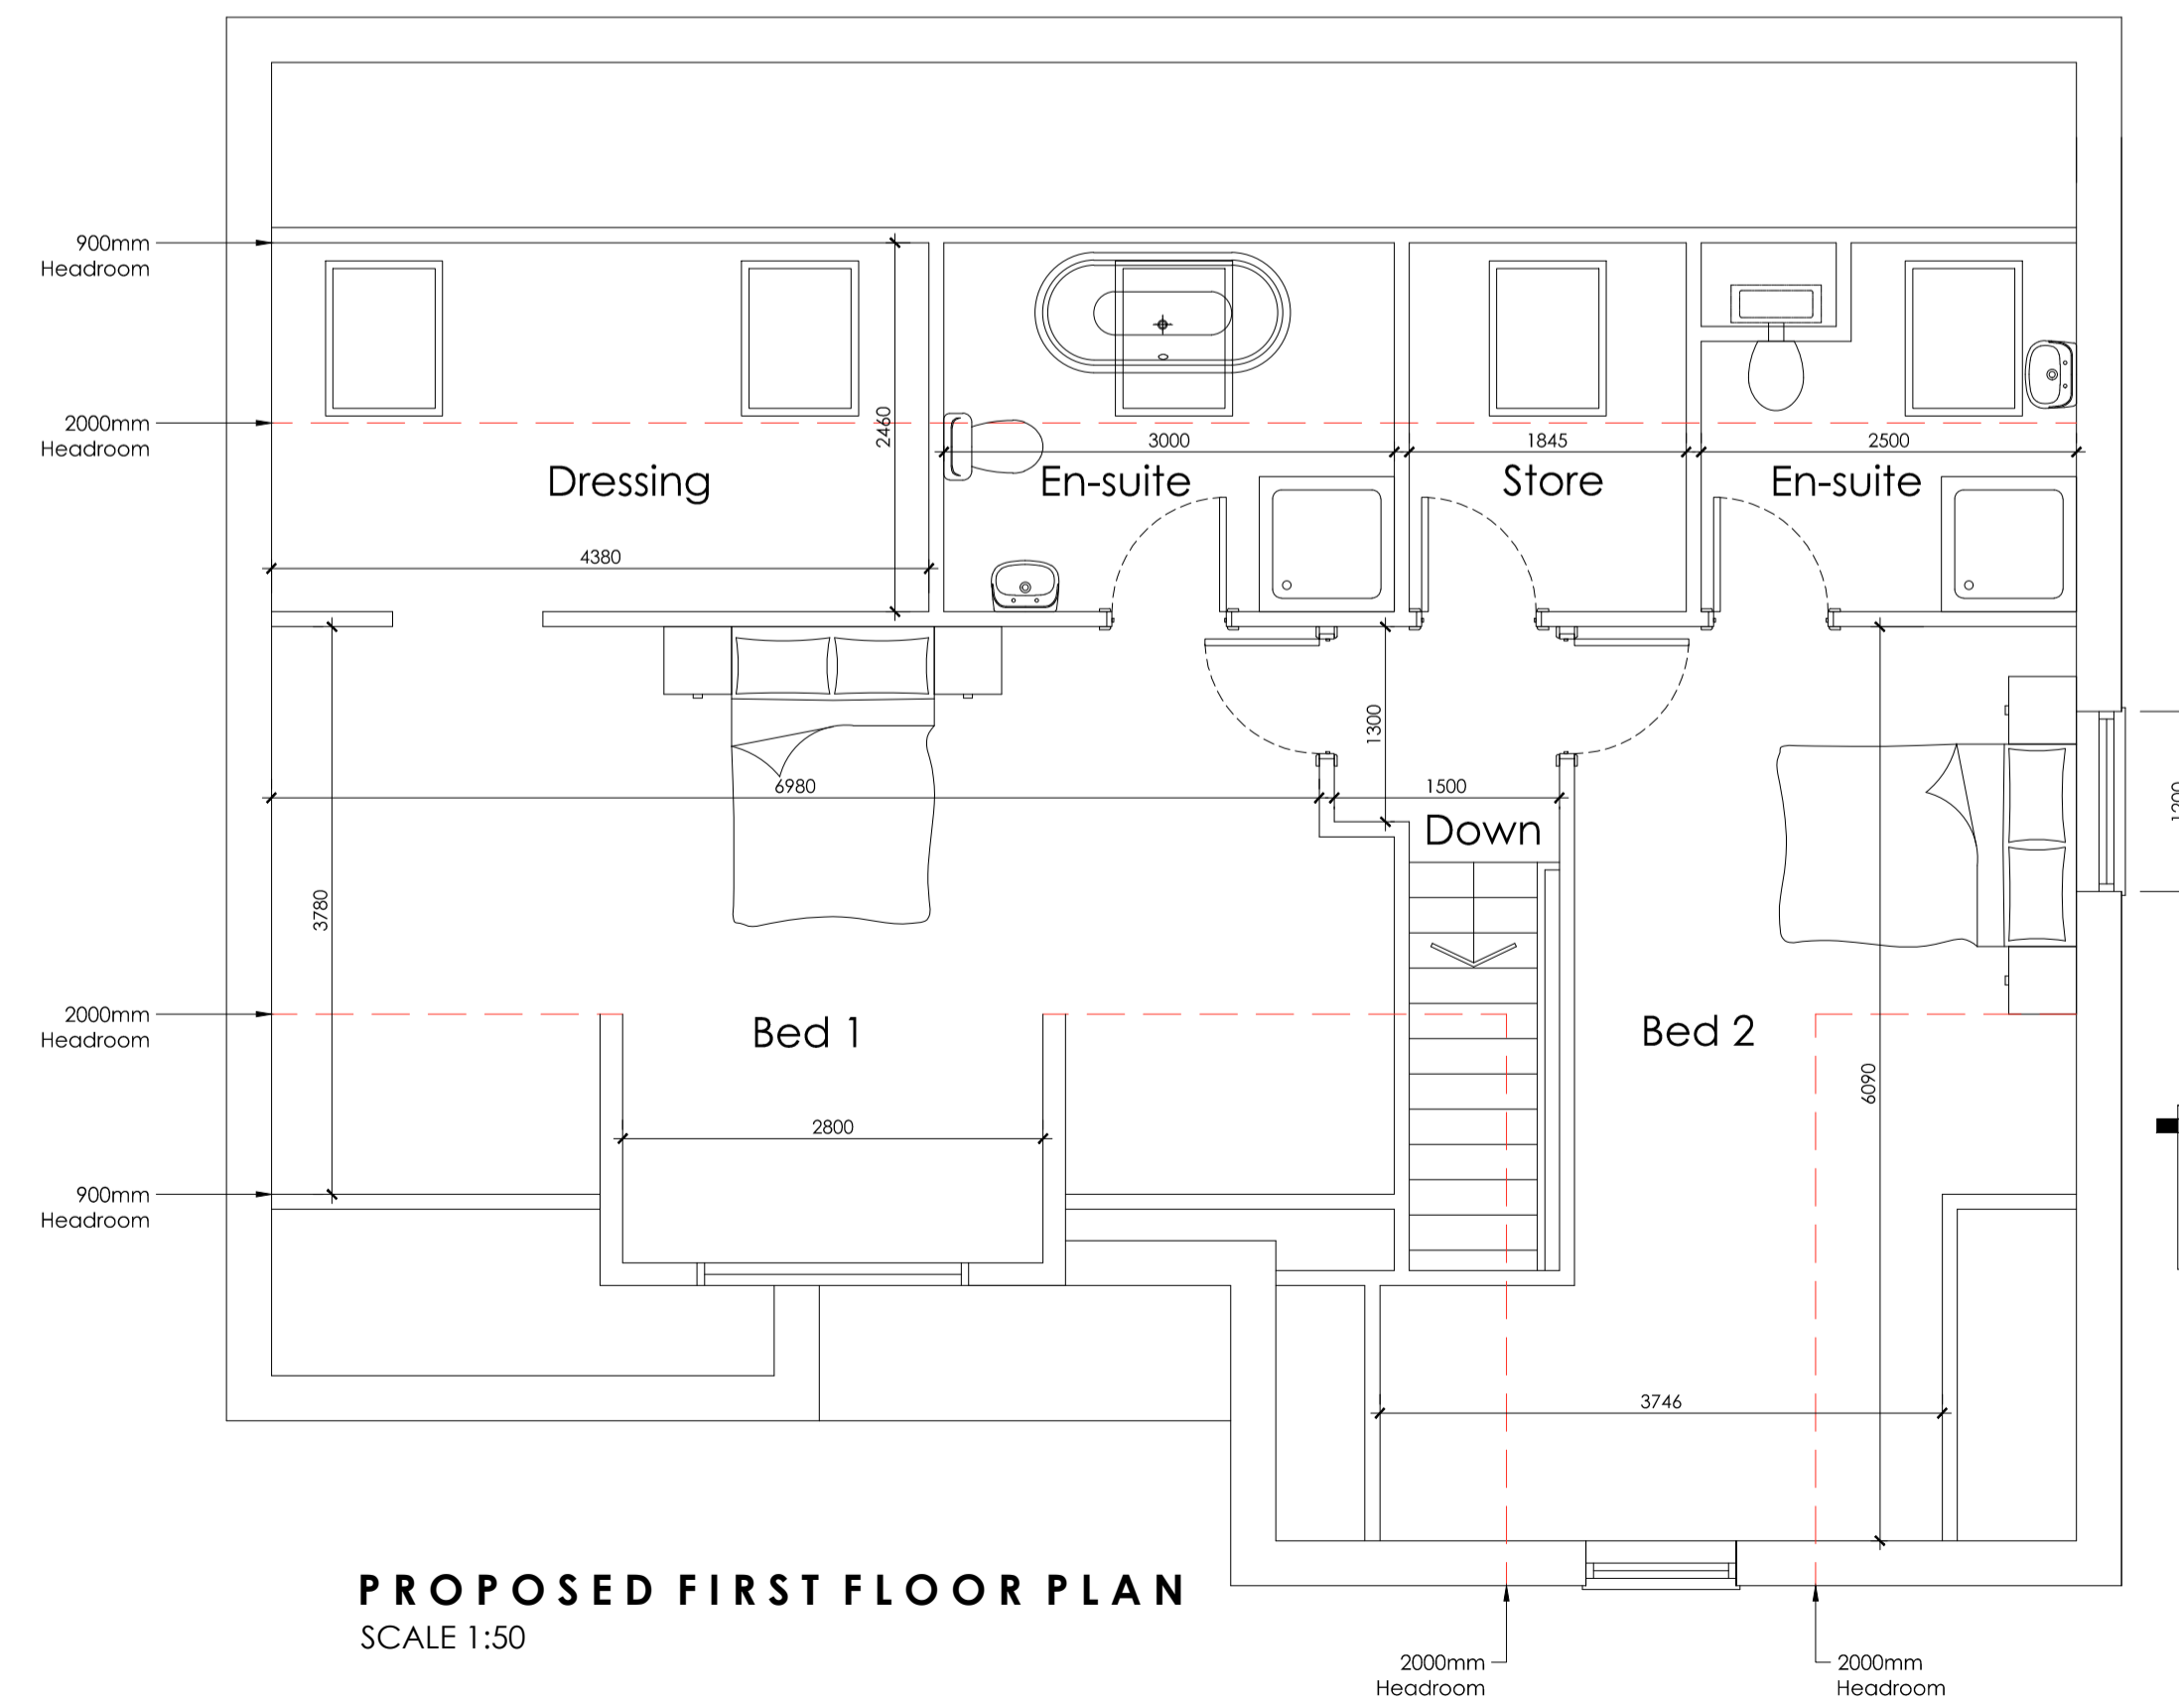 900mm
Headroom
2000mm
Headroom
2460
3000
1845
2500
Dressing
En-suite
Store
En-suite
4380
1300
6980
1500
1200
Down
3780
2000mm
Headroom
Bed 1
Bed 2
6090
2800
900mm
Headroom
3746
PROPOSED FIRST FLOOR PLAN
SCALE 1:50
2000mm
Headroom
2000mm
Headroom